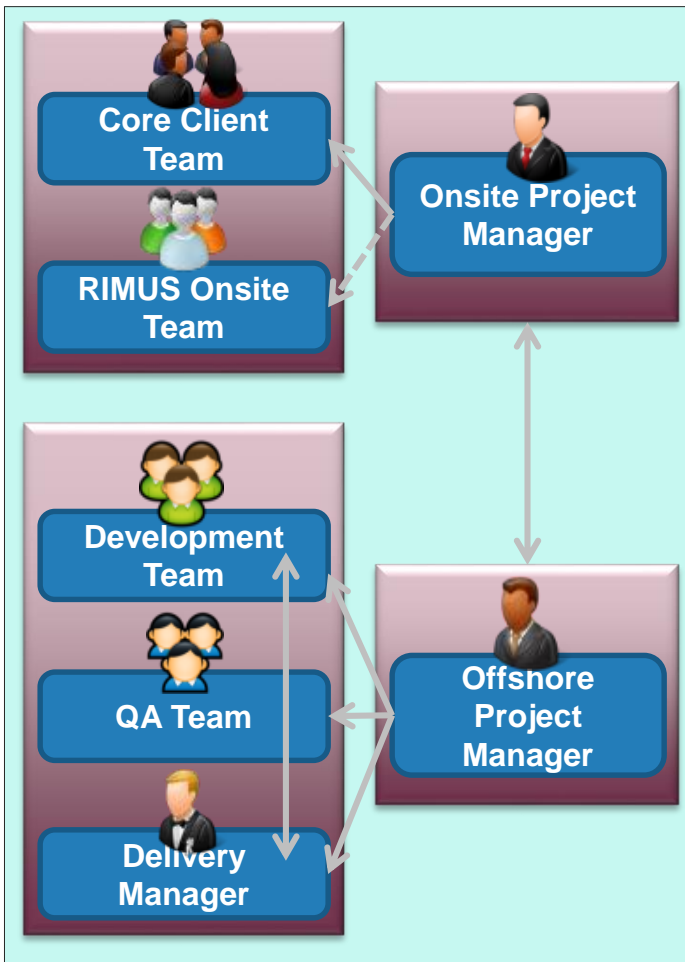 Core Client
Team
RIMUS Onsite
Team
Onsite Project
Manager
Development
Team
QA Team
Delivery
Manager
Offshore
Project
Manager